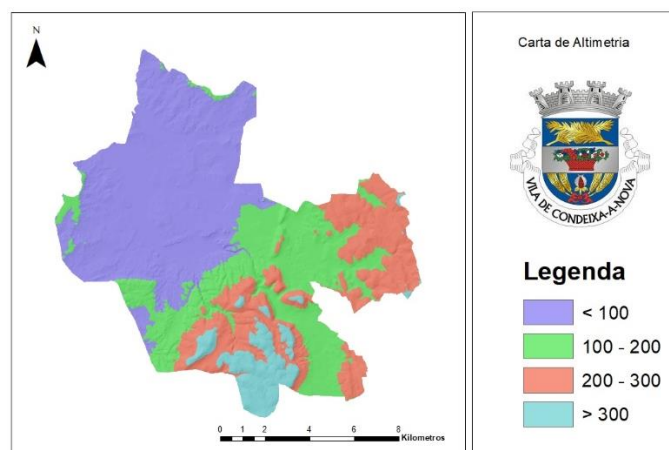 N
Carta de Altimetria
VILA DE CONDEIXA-A-NOVA
Legenda
< 100
100 - 200
200 - 300
> 300
0 1 2 4 6 8
Kilometros